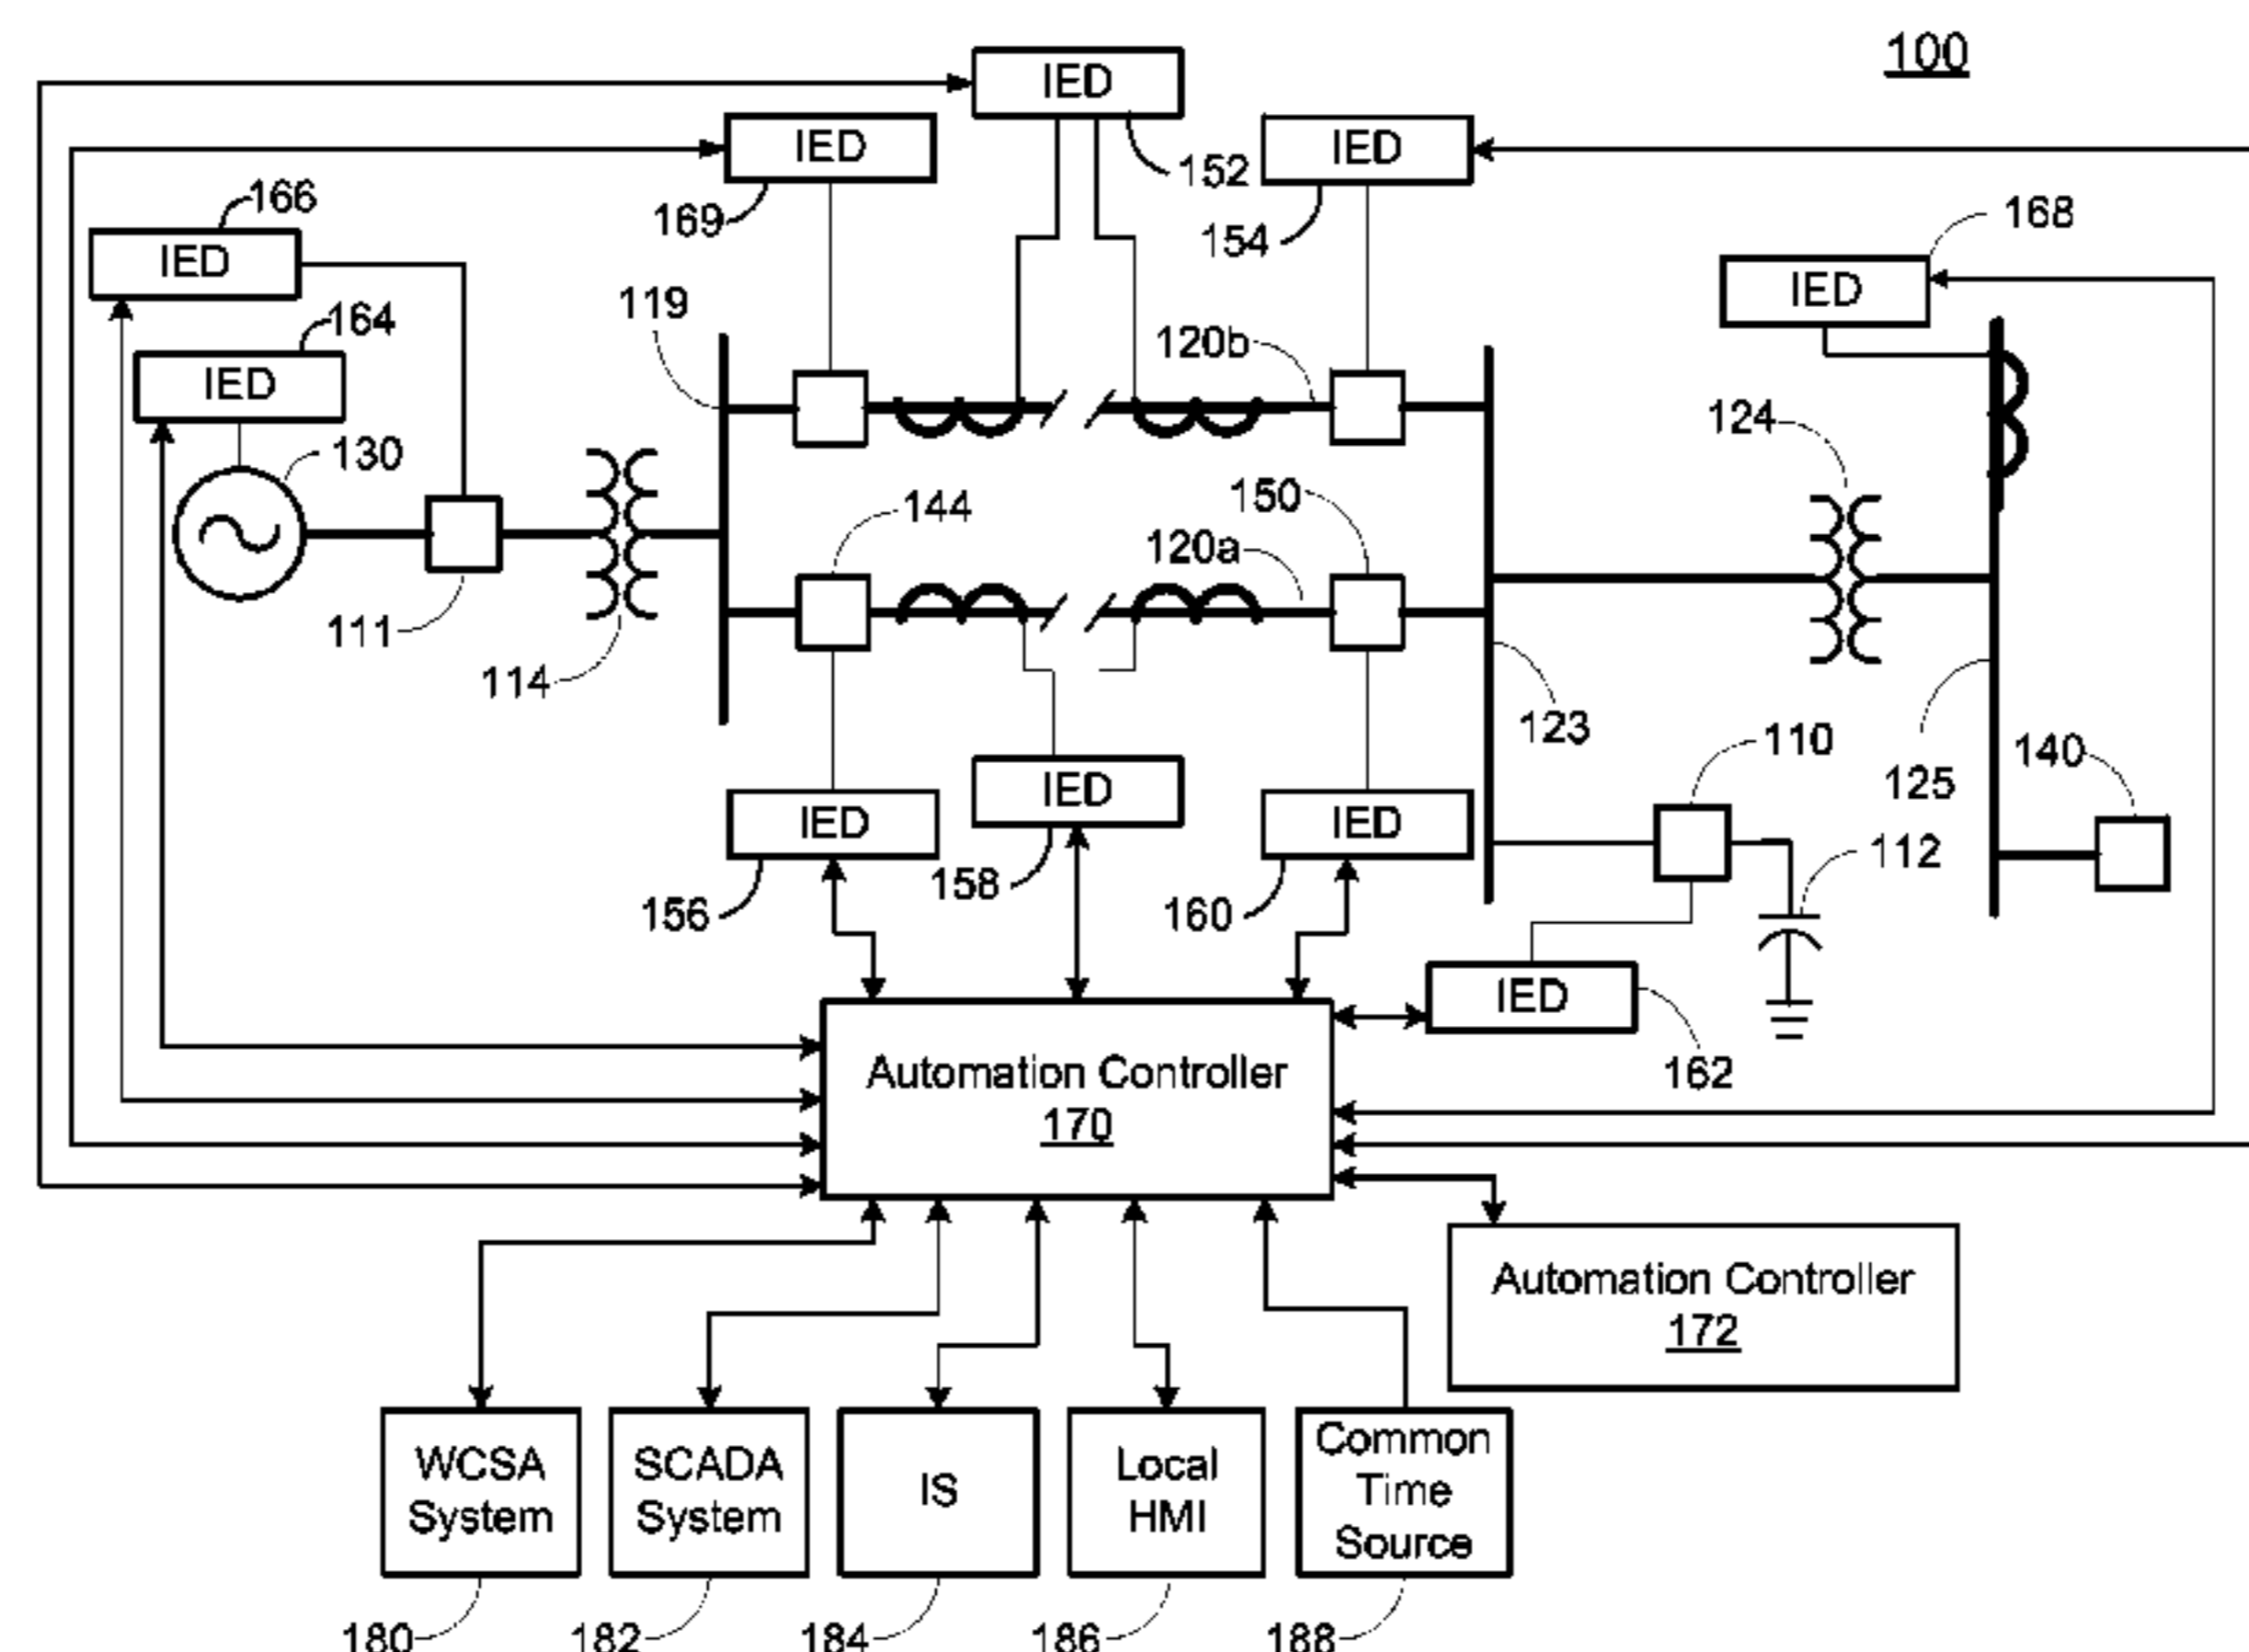 100
IED
IED
IED
152
166
169
154
168
IED
IED
164
119
IED
120b
124
130
144
150
120a
111
114
123
110
140
125
IED
IED
IED
112
158
156
160
IED
162
Automation Controller
170
Automation Controller
172
WCSA
System
SCADA
System
IS
Local
HMI
Common
Time
Source
180
182
184
186
188